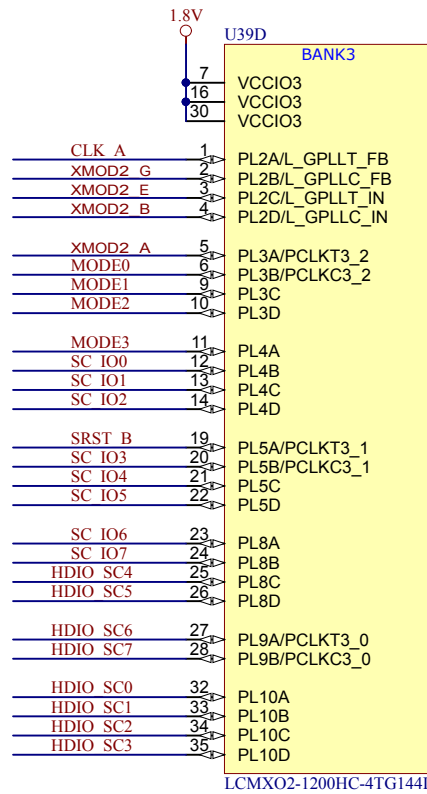 1.8V
U39D
BANK3
7 VCCIO3
16 VCCIO3
30 VCCIO3
CLK_A 1 PL2A/L_GPLLT_FB
XMOD2_G 2 PL2B/L_GPLLC_FB
XMOD2_E 3 PL2C/L_GPLLT_IN
XMOD2_B 4 PL2D/L_GPLLC_IN
XMOD2_A 5 PL3A/PCLKT3_2
MODE0 6 PL3B/PCLKC3_2
MODE1 9 PL3C
MODE2 10 PL3D
MODE3 11 PL4A
SC_IO0 12 PL4B
SC_IO1 13 PL4C
SC_IO2 14 PL4D
SRST_B 19 PL5A/PCLKT3_1
SC_IO3 20 PL5B/PCLKC3_1
SC_IO4 21 PL5C
SC_IO5 22 PL5D
SC_IO6 23 PL8A
SC_IO7 24 PL8B
HDIO_SC4 25 PL8C
HDIO_SC5 26 PL8D
HDIO_SC6 27 PL9A/PCLKT3_0
HDIO_SC7 28 PL9B/PCLKC3_0
HDIO_SC0 32 PL10A
HDIO_SC1 33 PL10B
HDIO_SC2 34 PL10C
HDIO_SC3 35 PL10D
LCMXO2-1200HC-4TG144I